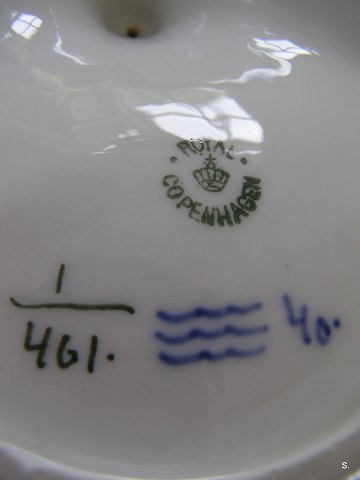 ROYAL
COPENHAGEN
1
461.
40.
S.